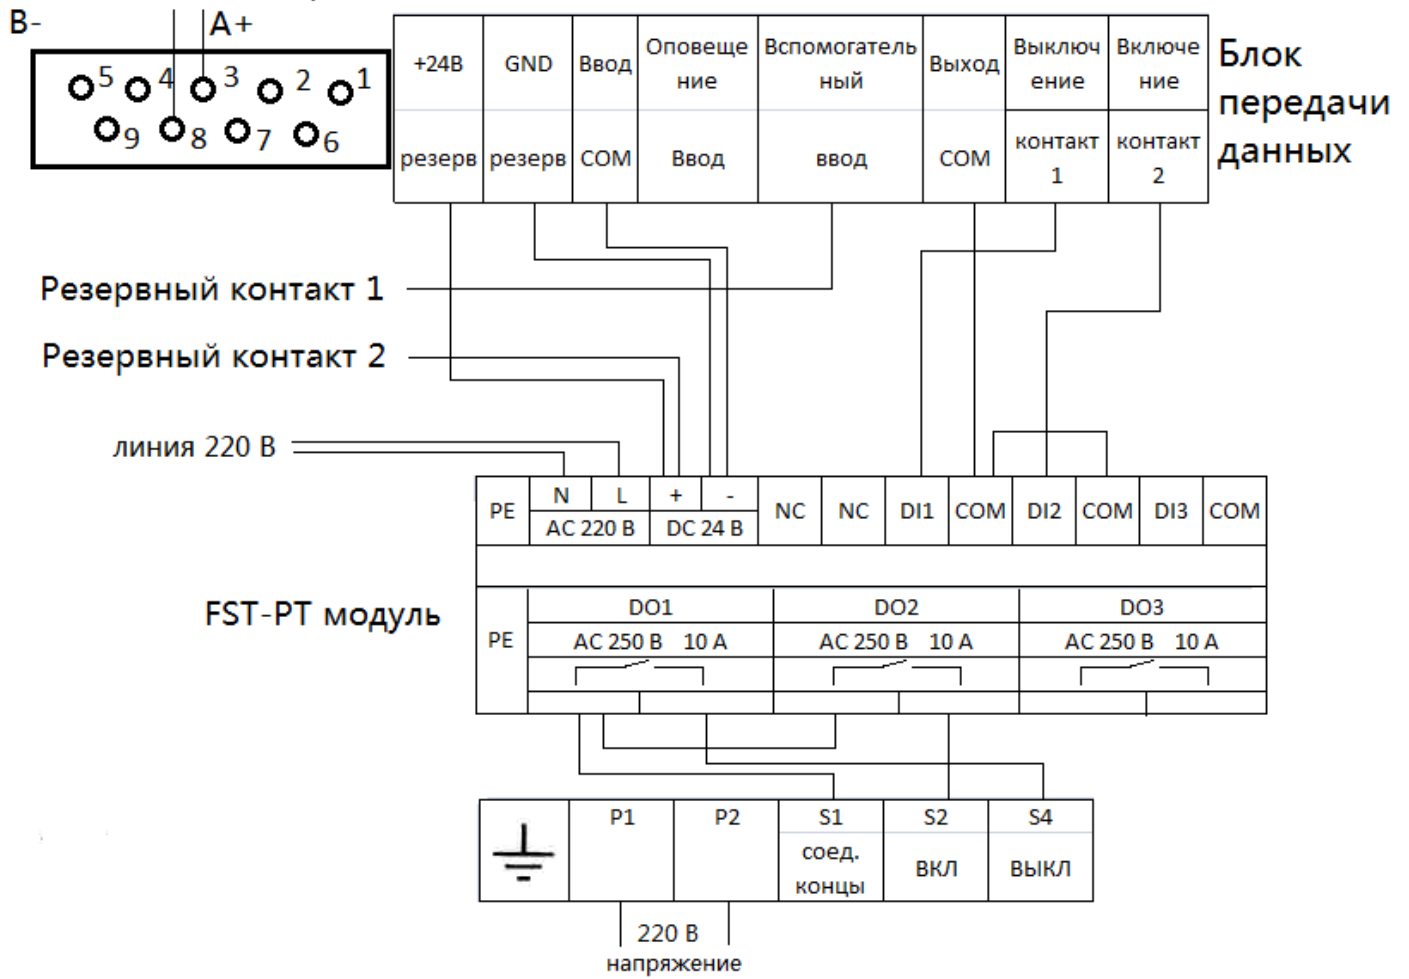 B-
A+
5 4 3 2 1
9 8 7 6
+24В GND Ввод Оповеще
ние Вспомогатель
ный Выход Выключ
ение Включе
ние
резерв резерв COM Ввод ввод COM контакт
1 контакт
2
Блок
передачи
данных
Резервный контакт 1
Резервный контакт 2
линия 220 В
PE N L + - NC NC DI1 COM DI2 COM DI3 COM
AC 220 В DC 24 В
FST-PT модуль
PE DO1 DO2 DO3
AC 250 В 10 А AC 250 В 10 А AC 250 В 10 А
P1 P2 S1 S2 S4
соед.
концы ВКЛ ВЫКЛ
220 В
напряжение